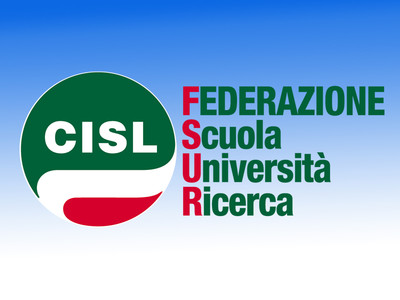 CISL
FEDERAZIONE
Scuola
Università
Ricerca